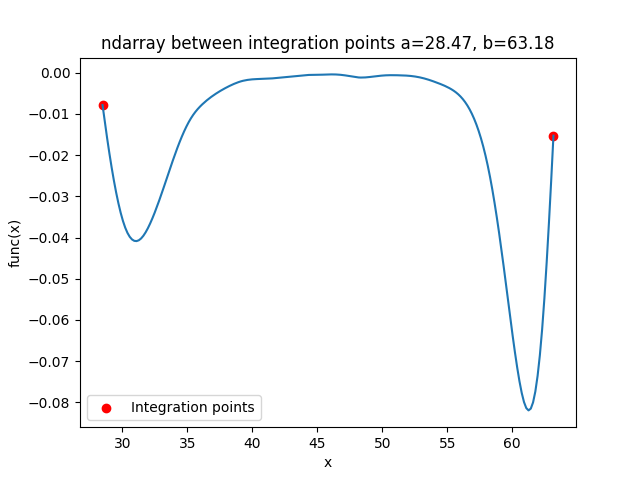 ndarray between integration points a=28.47, b=63.18
0.00
−0.01
−0.02
−0.03
−0.04
−0.05
−0.06
−0.07
−0.08
func(x)
Integration points
30 35 40 45 50 55 60
x